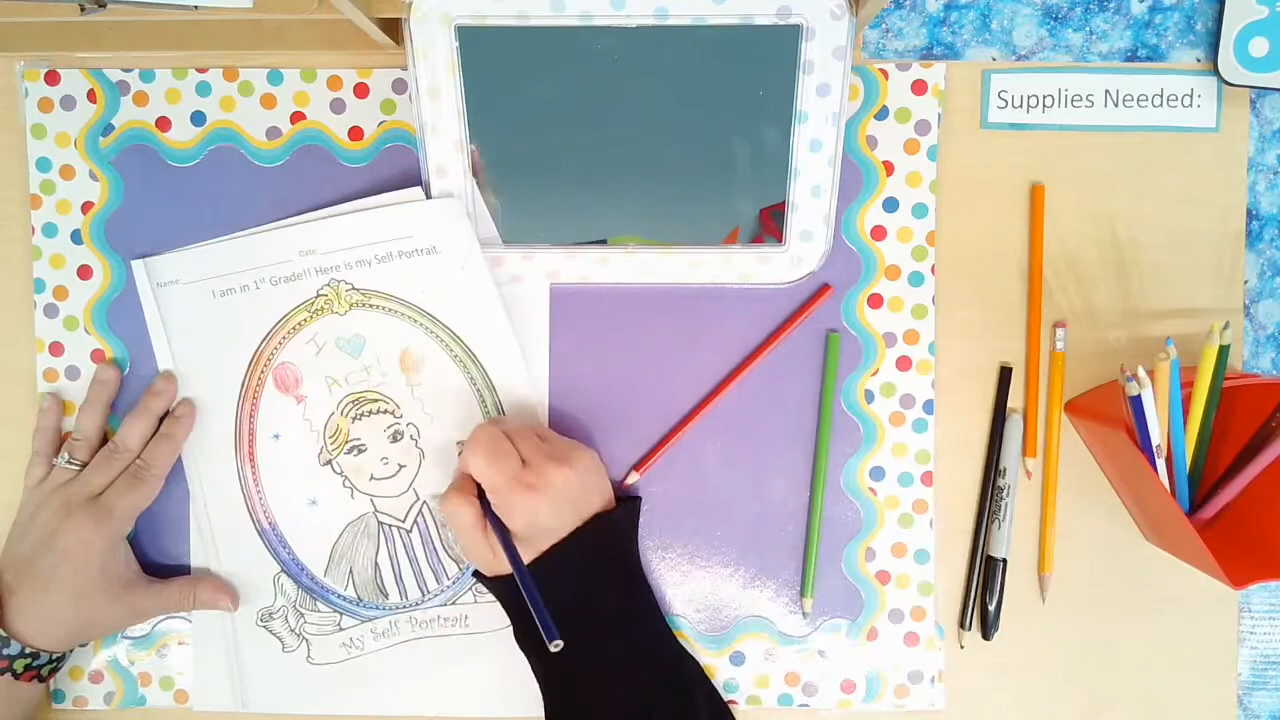 Supplies Needed:
Name: Date:
I am in 1st Grade!! Here is my Self-Portrait.
I
Art!
My Self Portrait
Sharpie